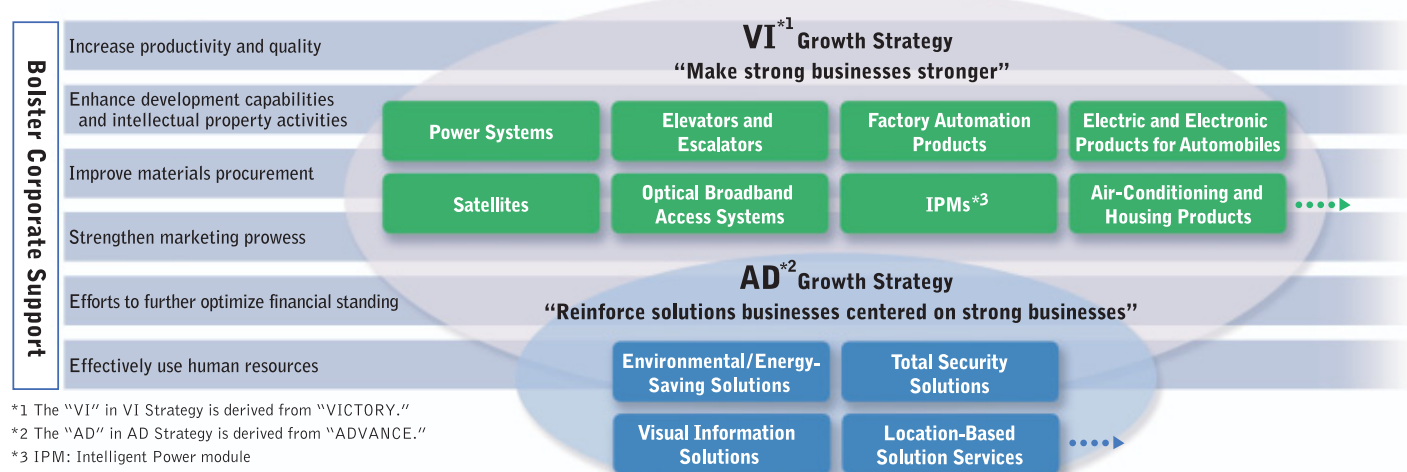 Bolster Corporate Support
Increase productivity and quality
Enhance development capabilities
and intellectual property activities
Improve materials procurement
Strengthen marketing prowess
Efforts to further optimize financial standing
Effectively use human resources
VI*1 Growth Strategy
“Make strong businesses stronger”
Power Systems
Elevators and
Escalators
Factory Automation
Products
Electric and Electronic
Products for Automobiles
Satellites
Optical Broadband
Access Systems
IPMs*3
Air-Conditioning and
Housing Products
AD*2 Growth Strategy
“Reinforce solutions businesses centered on strong businesses”
Environmental/Energy-
Saving Solutions
Total Security
Solutions
Visual Information
Solutions
Location-Based
Solution Services
*1 The “VI” in VI Strategy is derived from “VICTORY.”
*2 The “AD” in AD Strategy is derived from “ADVANCE.”
*3 IPM: Intelligent Power module